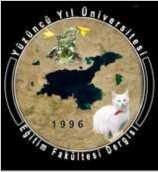 Yüzüncü Yıl Üniversitesi
1996
Eğitim Fakültesi Dergisi